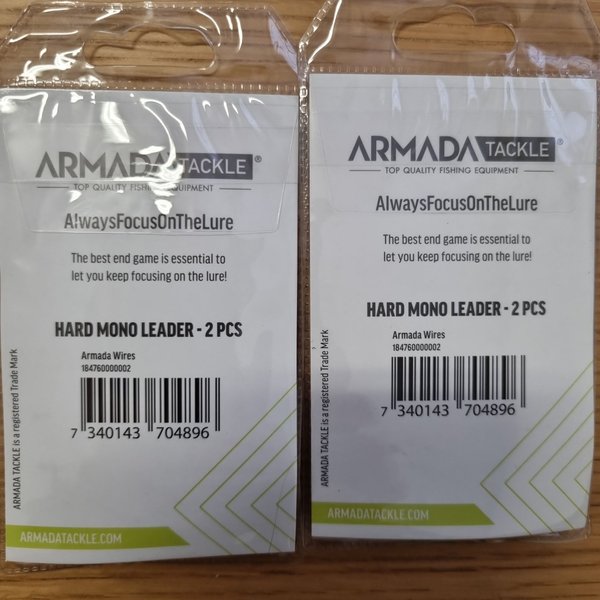 ARMADA TACKLE®
TOP QUALITY FISHING EQUIPMENT
AlwaysFocusOnTheLure
The best end game is essential to
let you keep focusing on the lure!
HARD MONO LEADER - 2 PCS
Armada Wires
184760000002
7 340143 704896
ARMADA TACKLE is a registered Trade Mark
ARMADATACKLE.COM
ARMADA TACKLE®
TOP QUALITY FISHING EQUIPMENT
AlwaysFocusOnTheLure
The best end game is essential to
let you keep focusing on the lure!
HARD MONO LEADER - 2 PCS
Armada Wires
184760000002
7 340143 704896
ARMADA TACKLE is a registered Trade Mark
ARMADATACKLE.COM